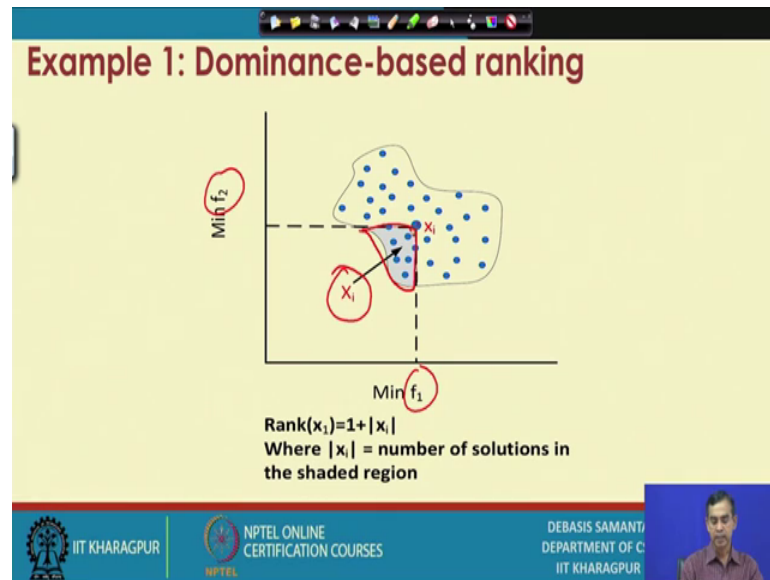 Example 1: Dominance-based ranking
Min f₂
xᵢ
Xᵢ
Min f₁
Rank(x₁)=1+|xᵢ|
Where |xᵢ| = number of solutions in
the shaded region
IIT KHARAGPUR
NPTEL
NPTEL ONLINE
CERTIFICATION COURSES
DEBASIS SAMANTA
DEPARTMENT OF CS
IIT KHARAGPUR